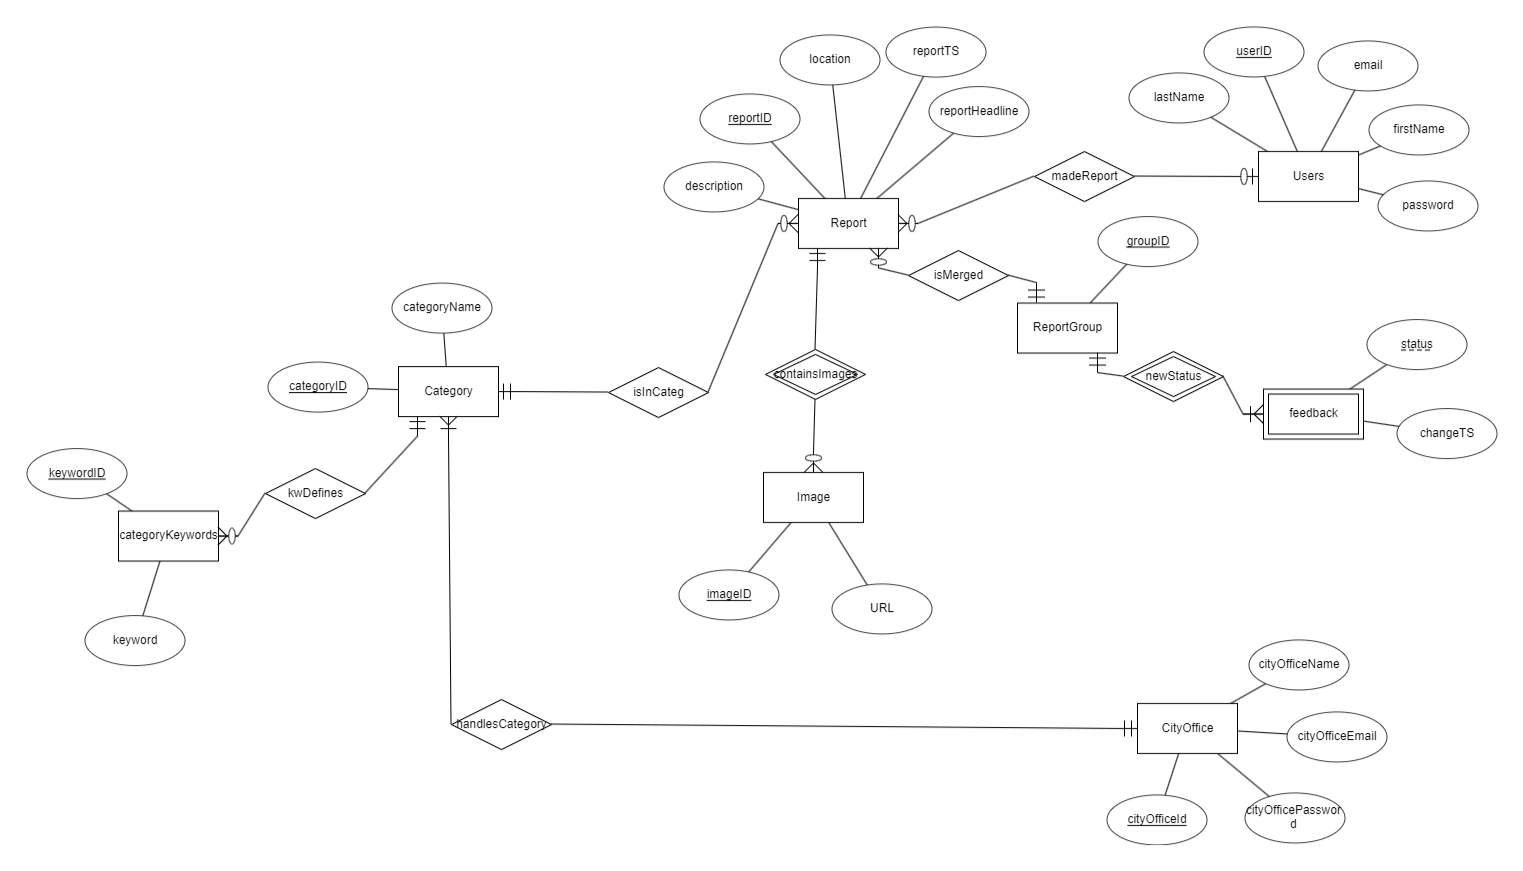 reportTS
location
userID
email
lastName
reportID
reportHeadline
firstName
madeReport
Users
description
password
Report
groupID
isMerged
categoryName
ReportGroup
status
containsImages
newStatus
categoryID
Category
isInCateg
feedback
changeTS
keywordID
kwDefines
Image
categoryKeywords
imageID
URL
keyword
cityOfficeName
handlesCategory
CityOffice
cityOfficeEmail
cityOfficeId
cityOfficePasswor
d